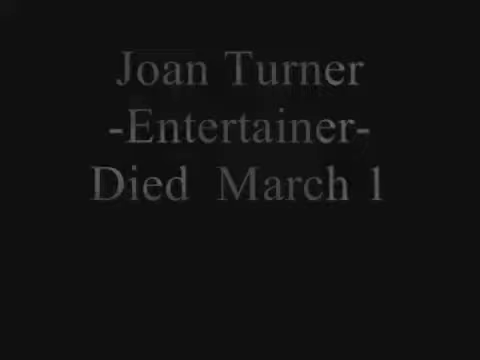 Joan Turner
-Entertainer-
Died March 1